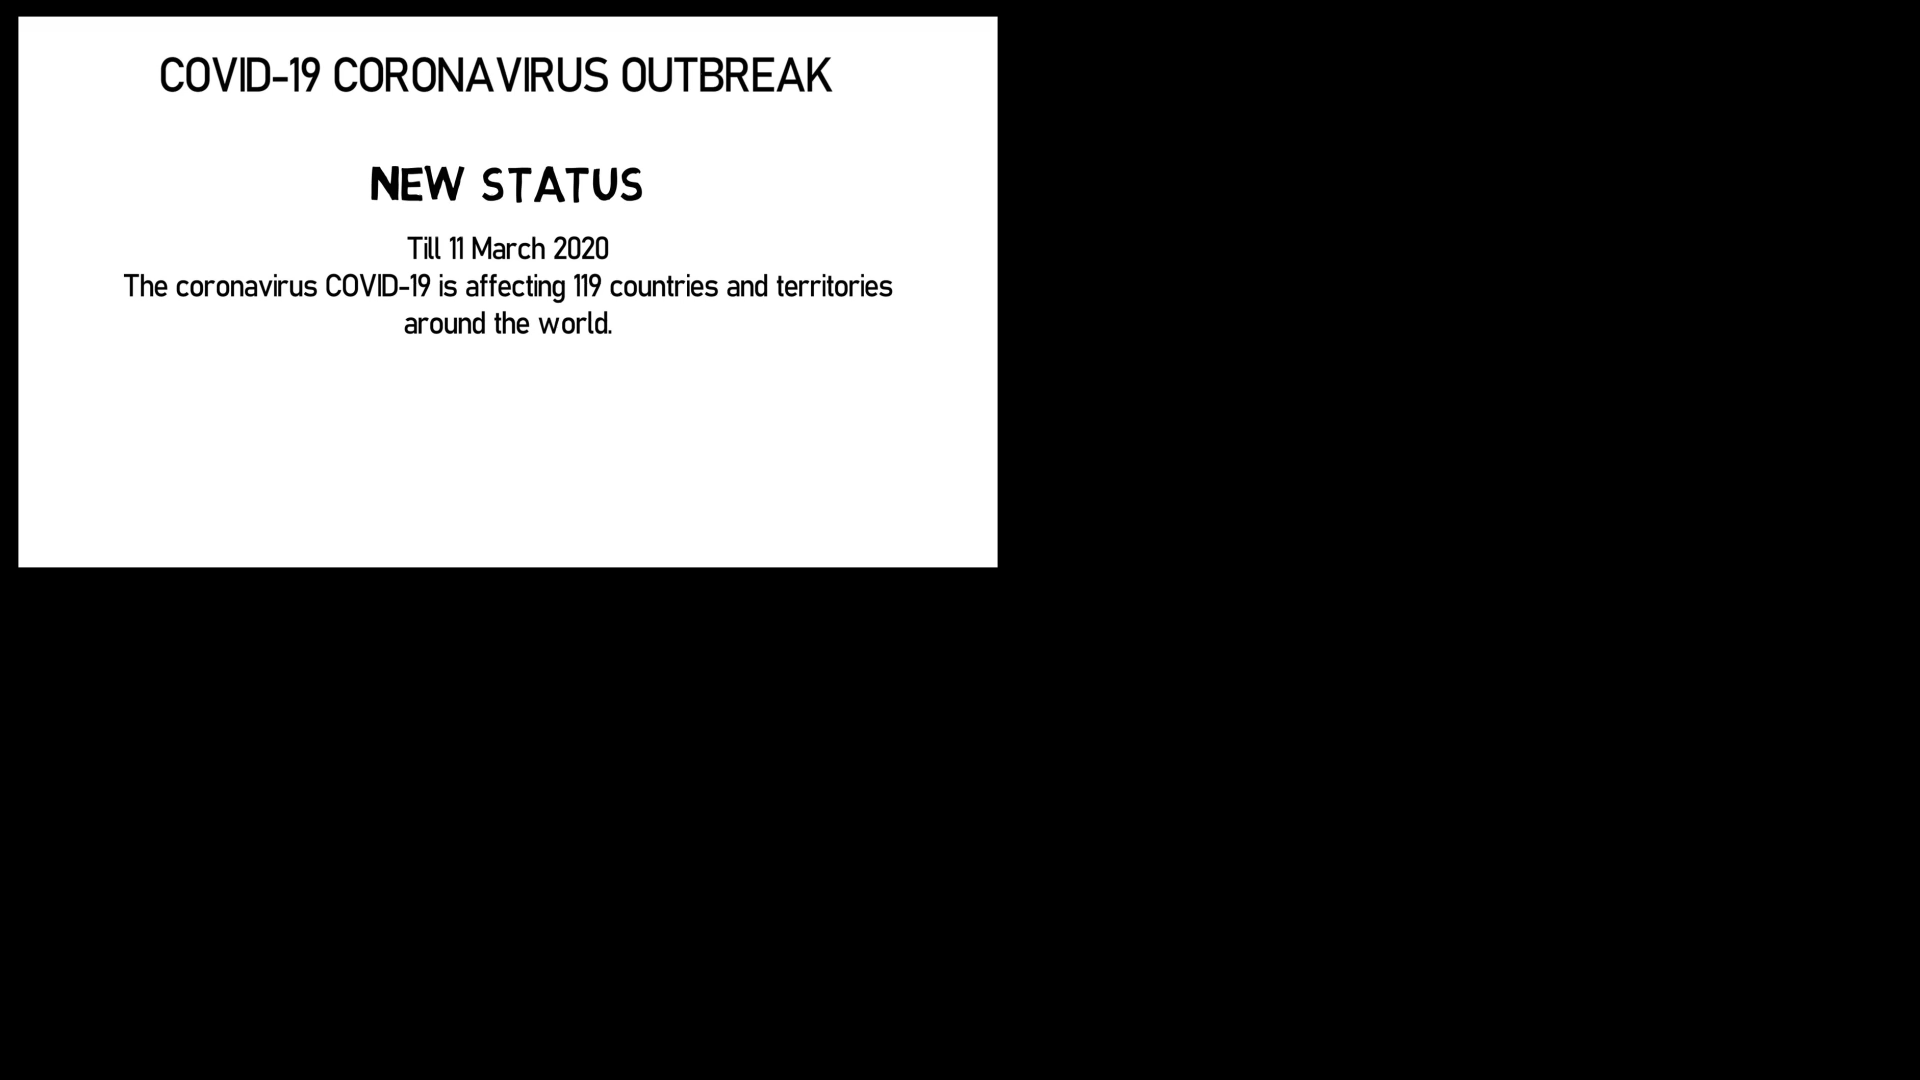 COVID-19 CORONAVIRUS OUTBREAK
NEW STATUS
Till 11 March 2020
The coronavirus COVID-19 is affecting 119 countries and territories
around the world.